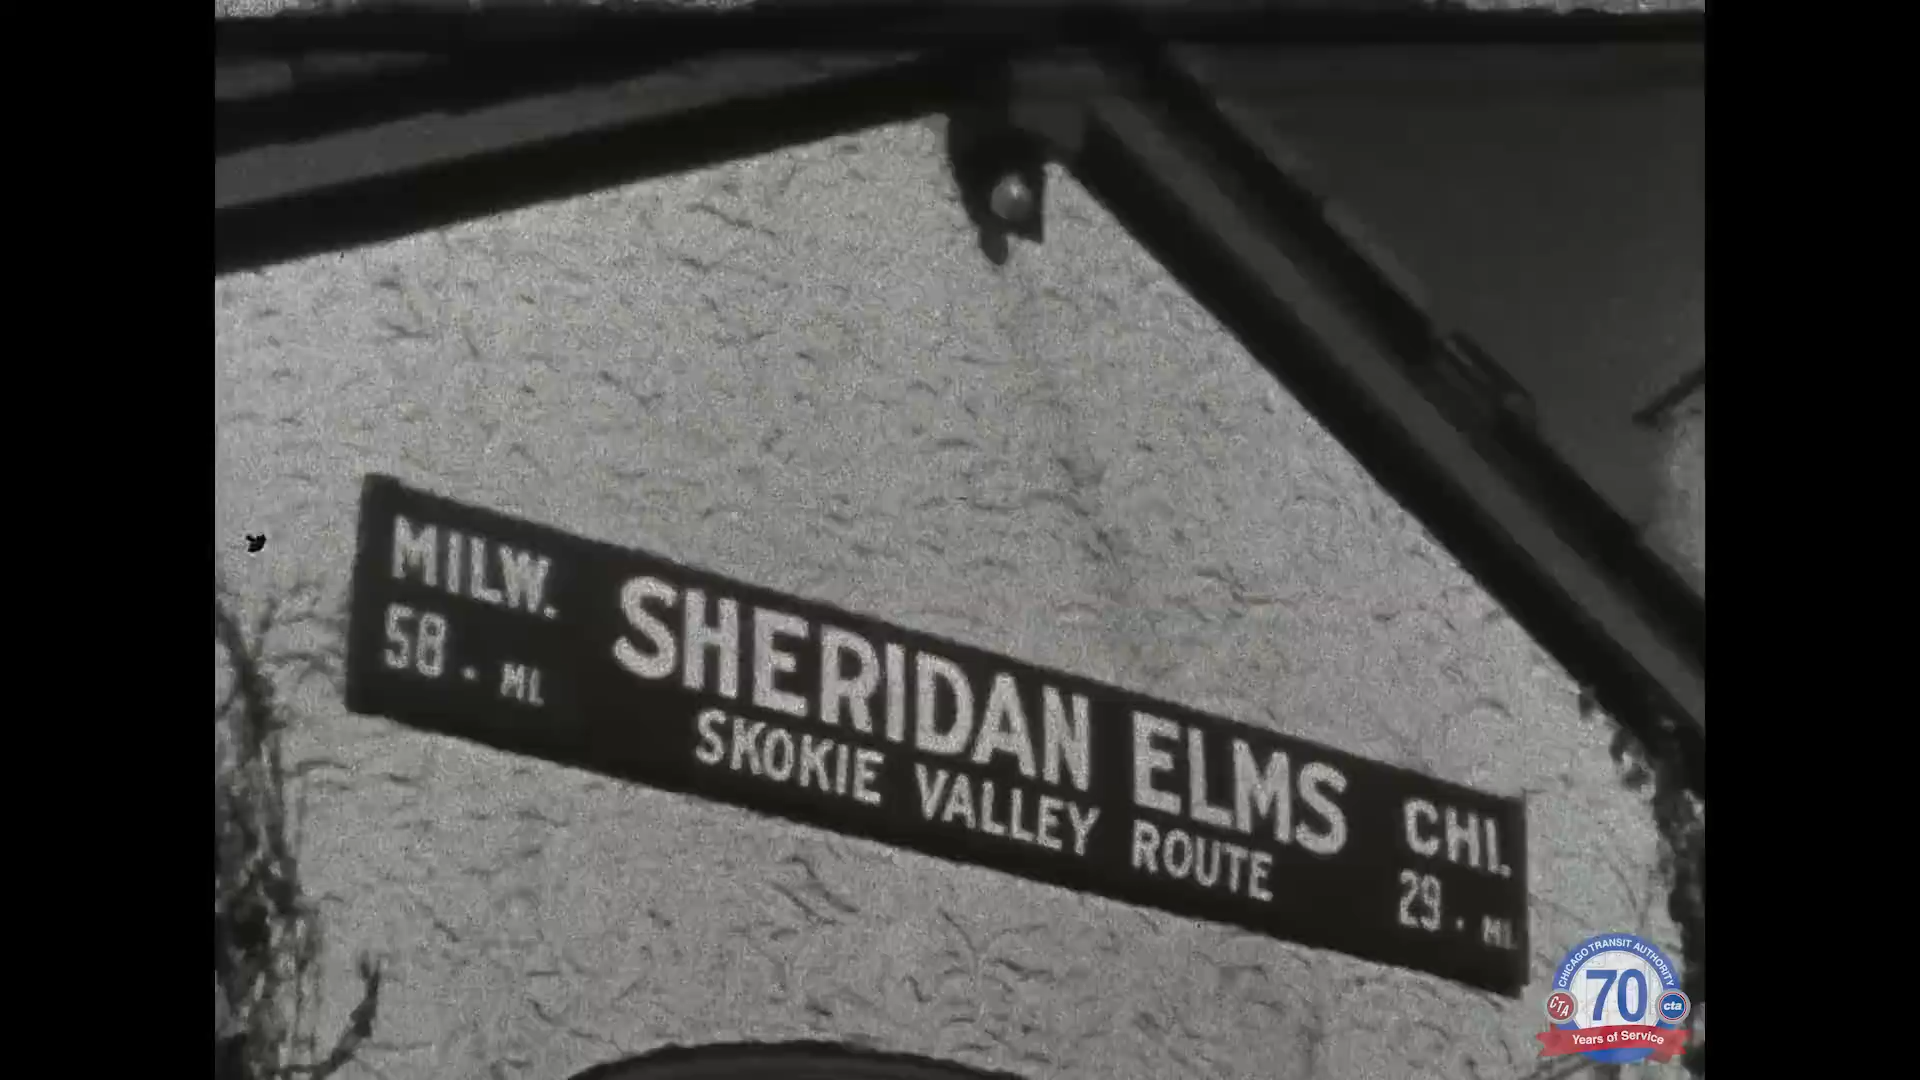 MILW.
58 · MI.
SHERIDAN ELMS
SKOKIE VALLEY ROUTE
CHI.
29 · MI.
CHICAGO TRANSIT AUTHORITY
70
CTA
cta
Years of Service